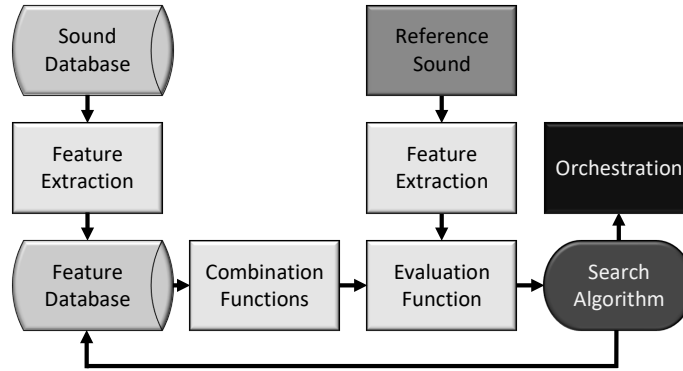 Sound
Database
Reference
Sound
Feature
Extraction
Feature
Extraction
Orchestration
Feature
Database
Combination
Functions
Evaluation
Function
Search
Algorithm